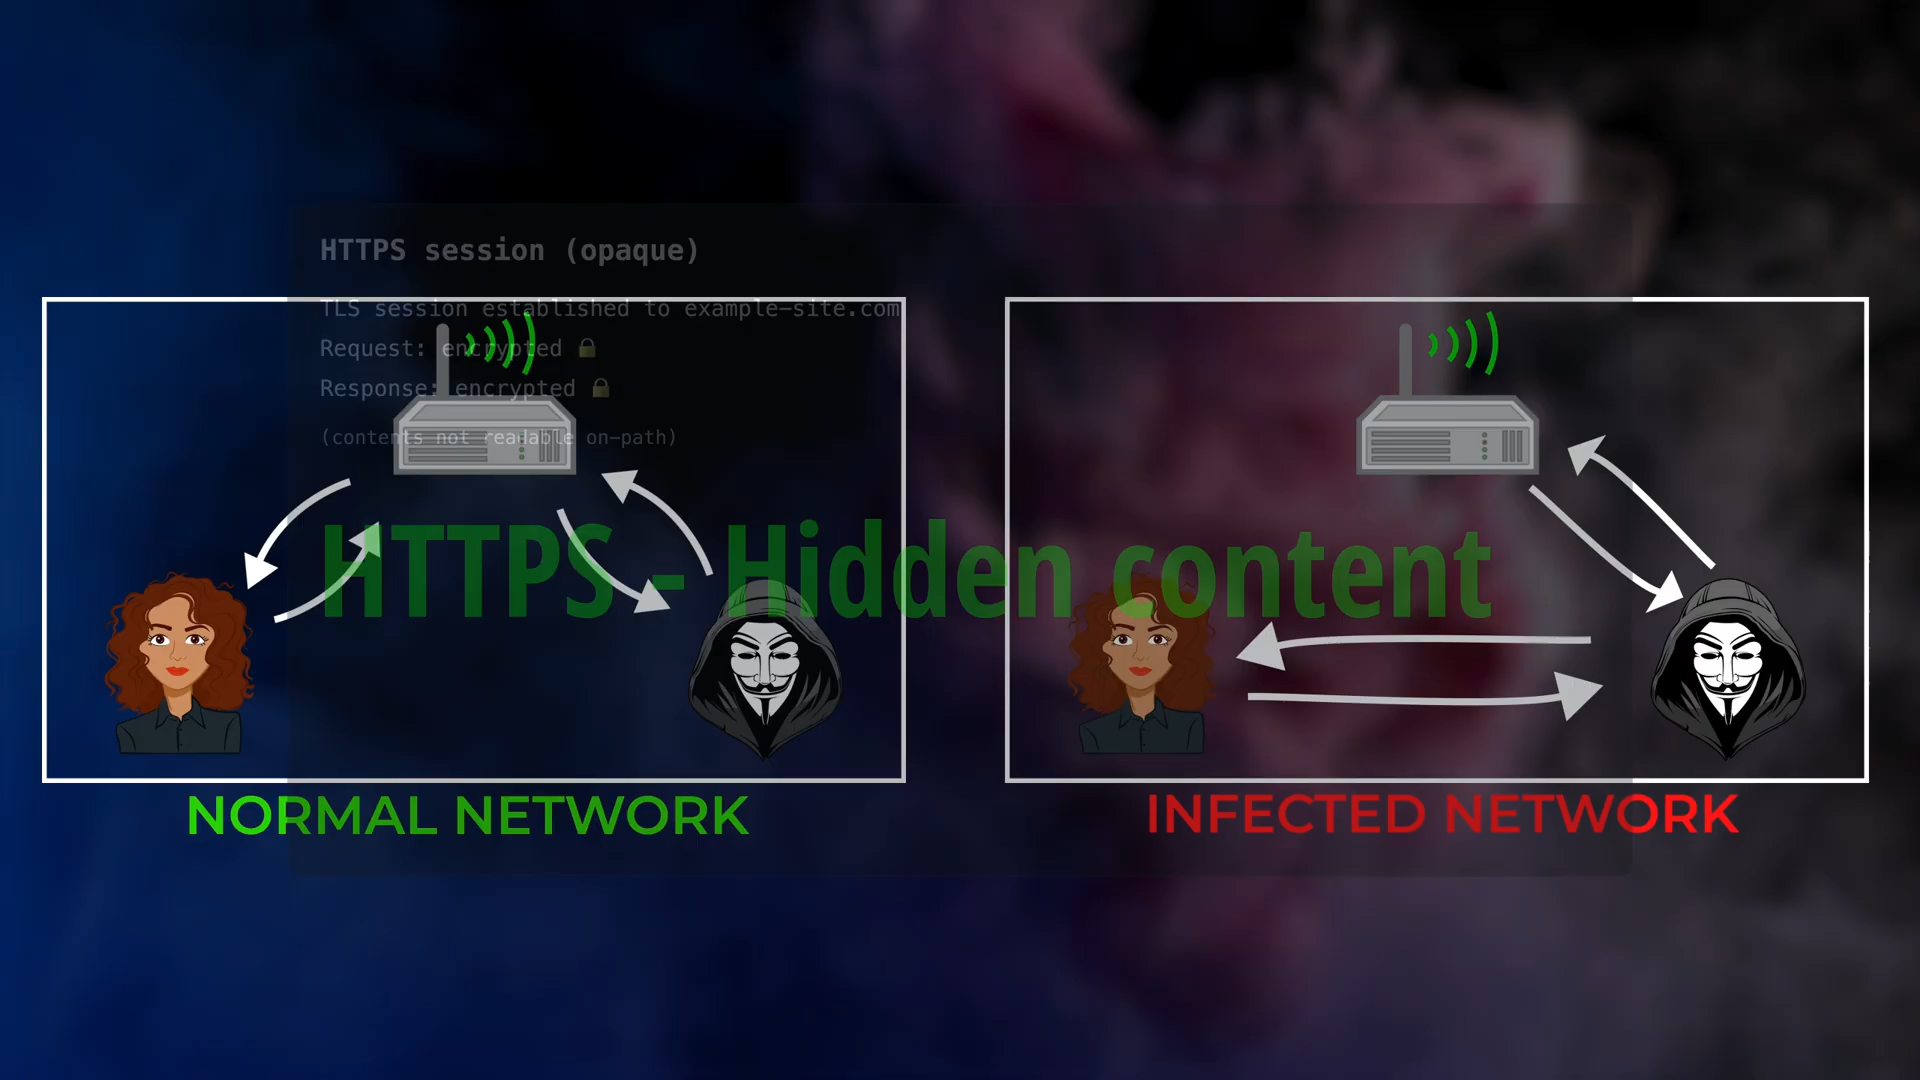 HTTPS session (opaque)
TLS session established to example-site.com
Request: encrypted 🔒
Response: encrypted 🔒
(contents not readable on-path)
HTTPS - Hidden content
NORMAL NETWORK
INFECTED NETWORK